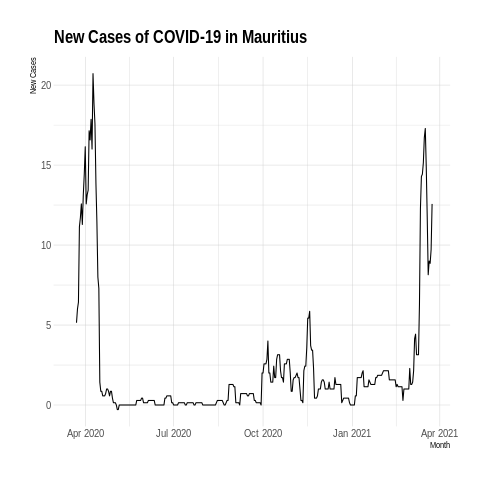 New Cases of COVID-19 in Mauritius
New Cases
20
15
10
5
0
Apr 2020
Jul 2020
Oct 2020
Jan 2021
Apr 2021
Month